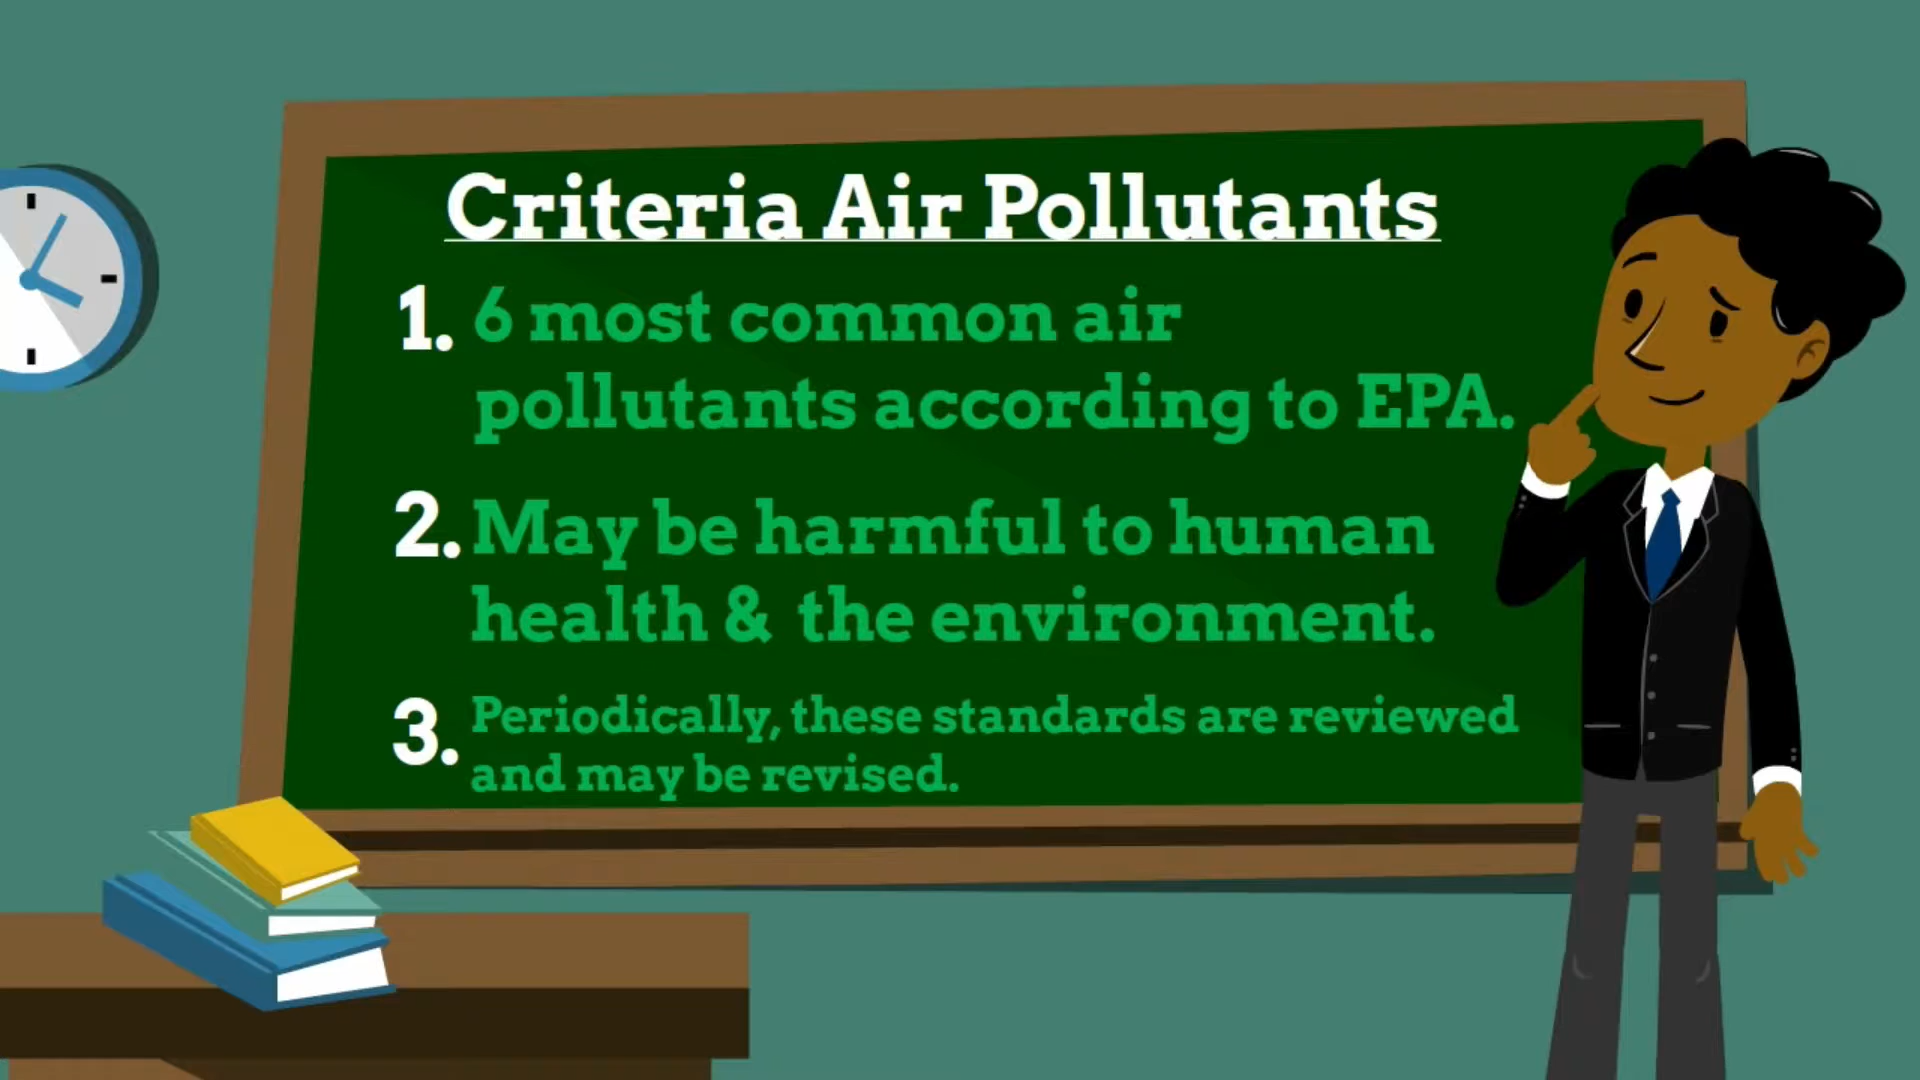 Criteria Air Pollutants
1. 6 most common air
pollutants according to EPA.
2. May be harmful to human
health & the environment.
3. Periodically, these standards are reviewed
and may be revised.